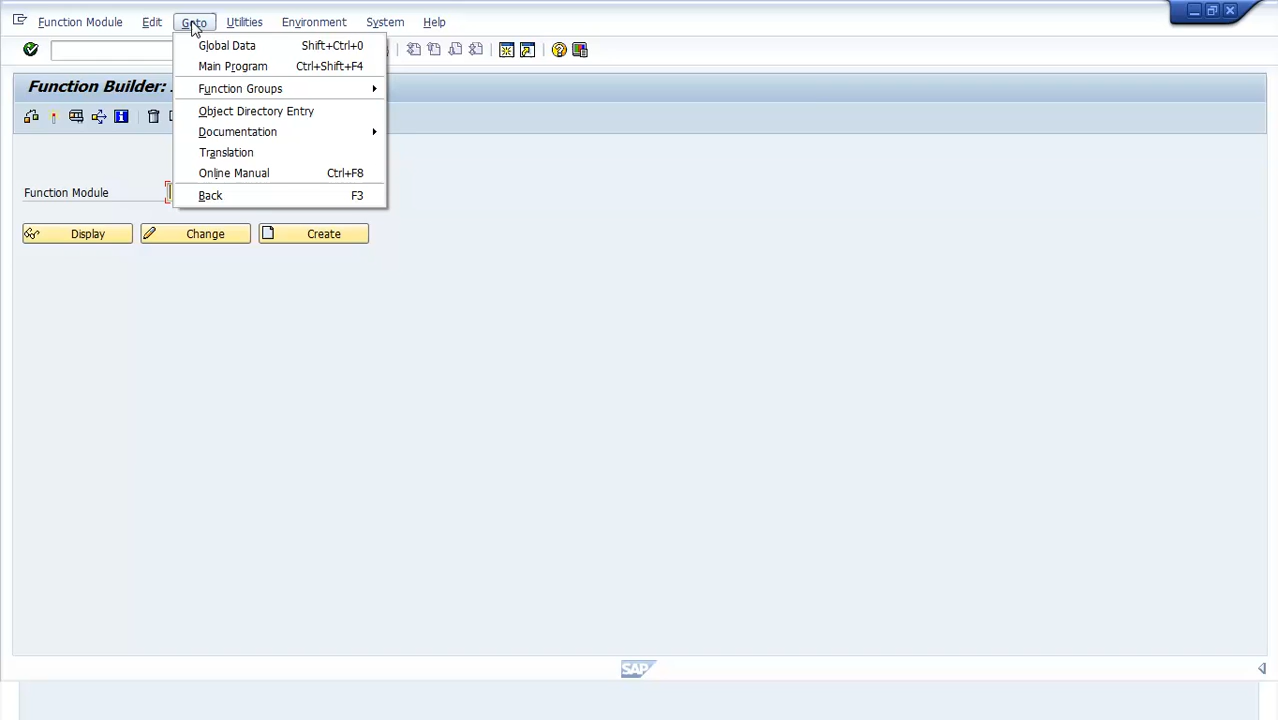 Function Module Edit Goto Utilities Environment System Help
Global Data Shift+Ctrl+0
Main Program Ctrl+Shift+F4
Function Builder:
Function Groups
Object Directory Entry
Documentation
Translation
Online Manual Ctrl+F8
Function Module
Back F3
Display Change Create
SAP